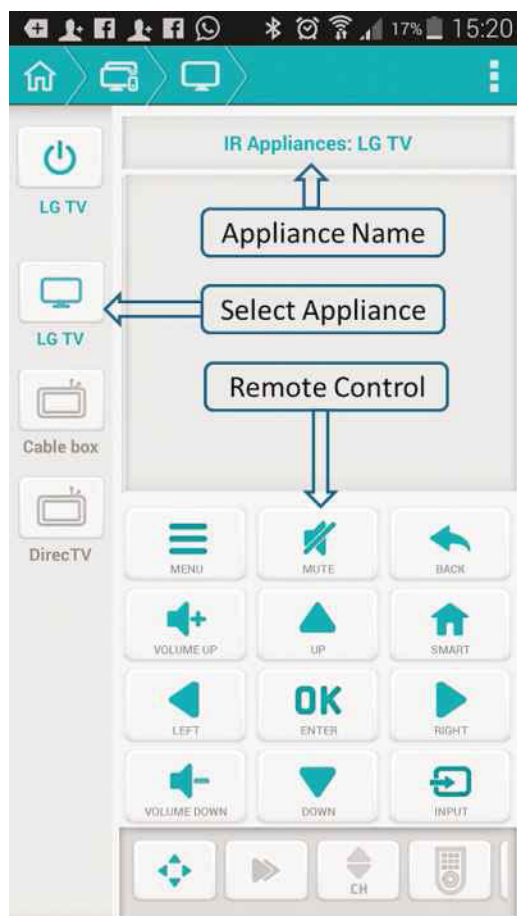 17% 15:20
IR Appliances: LG TV
LG TV
Appliance Name
Select Appliance
LG TV
Remote Control
Cable box
DirecTV
MENU MUTE BACK
VOLUME UP UP SMART
OK
LEFT ENTER RIGHT
VOLUME DOWN DOWN INPUT
CH